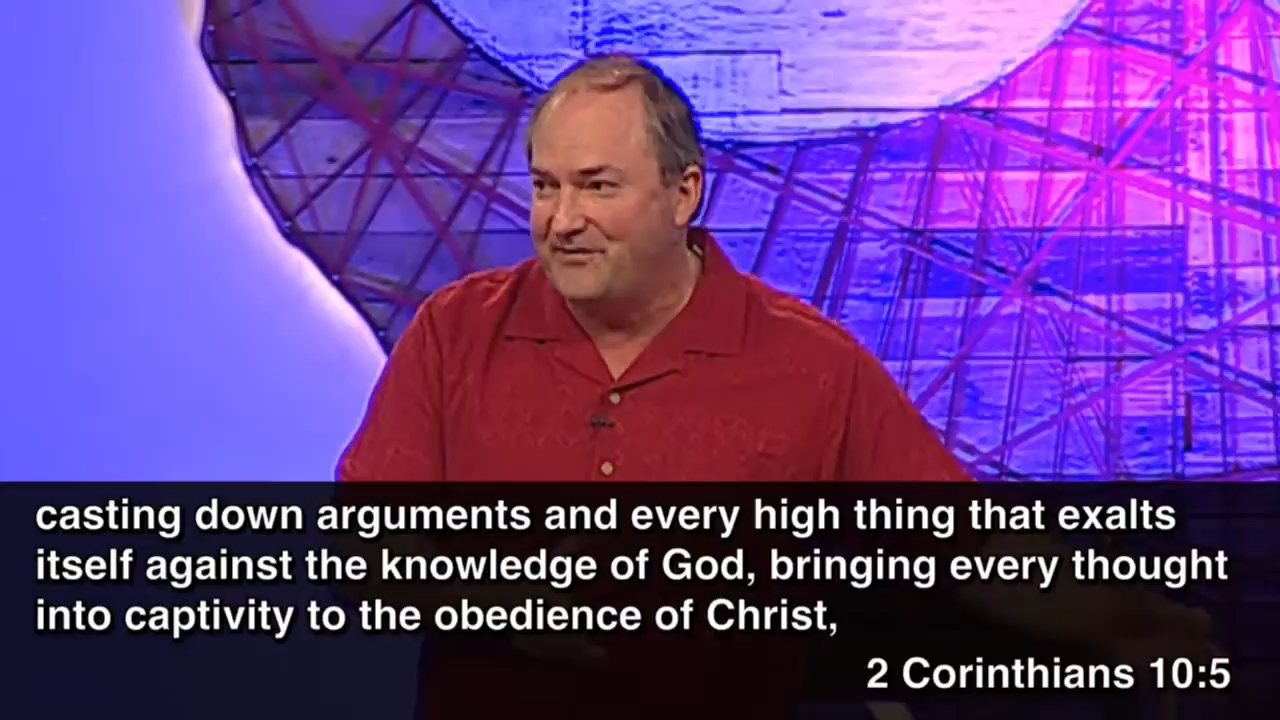 casting down arguments and every high thing that exalts
itself against the knowledge of God, bringing every thought
into captivity to the obedience of Christ,
2 Corinthians 10:5